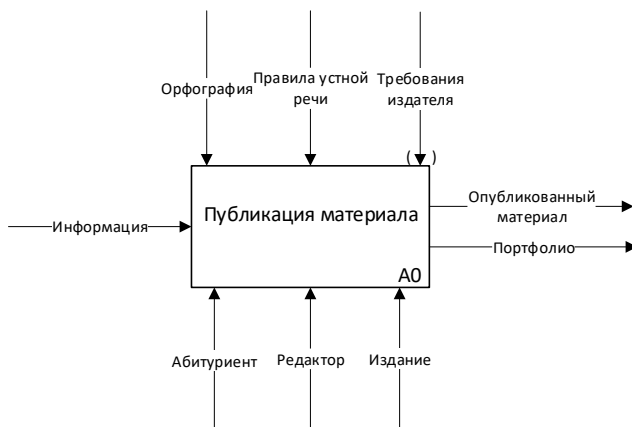 Орфография
Правила устной
речи
Требования
издателя
( )
Публикация материала
Информация
Опубликованный
материал
Портфолио
A0
Абитуриент
Редактор
Издание